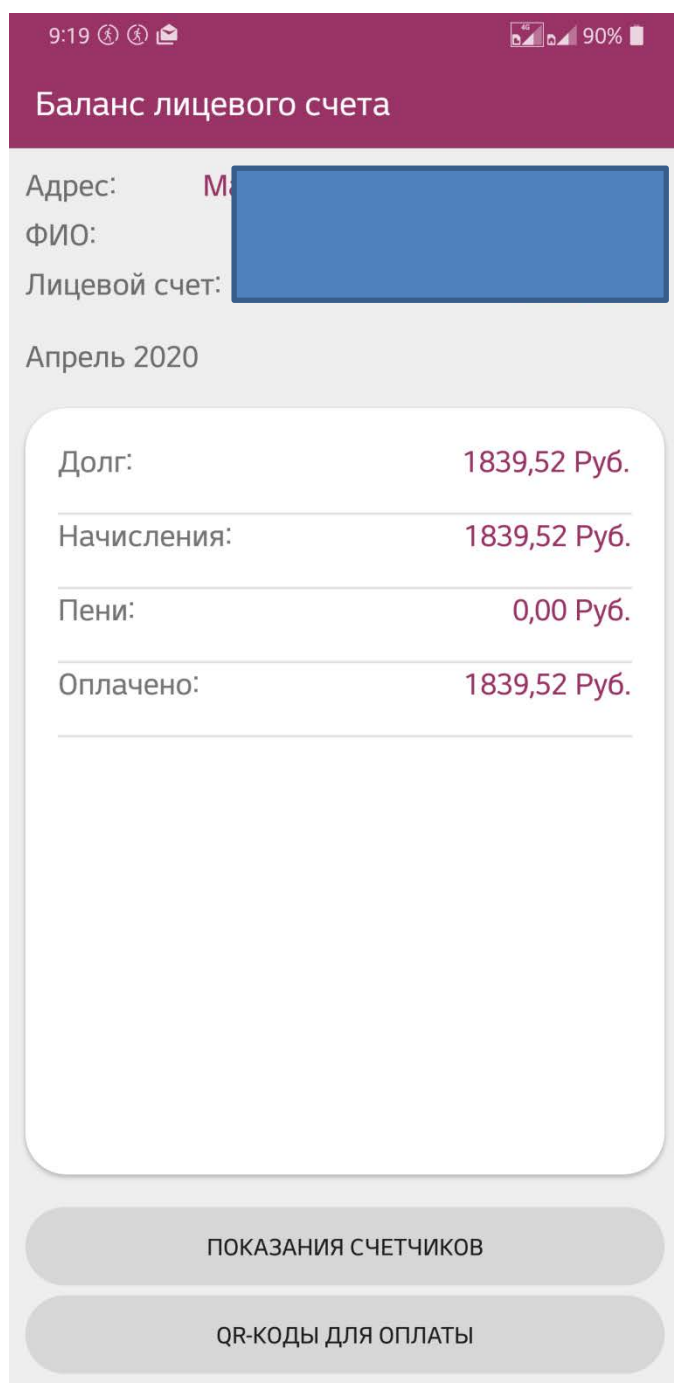 9:19 4G 90%
Баланс лицевого счета
Адрес:
ФИО:
Лицевой счет:
Апрель 2020
Долг: 1839,52 Руб.
Начисления: 1839,52 Руб.
Пени: 0,00 Руб.
Оплачено: 1839,52 Руб.
ПОКАЗАНИЯ СЧЕТЧИКОВ
QR-КОДЫ ДЛЯ ОПЛАТЫ